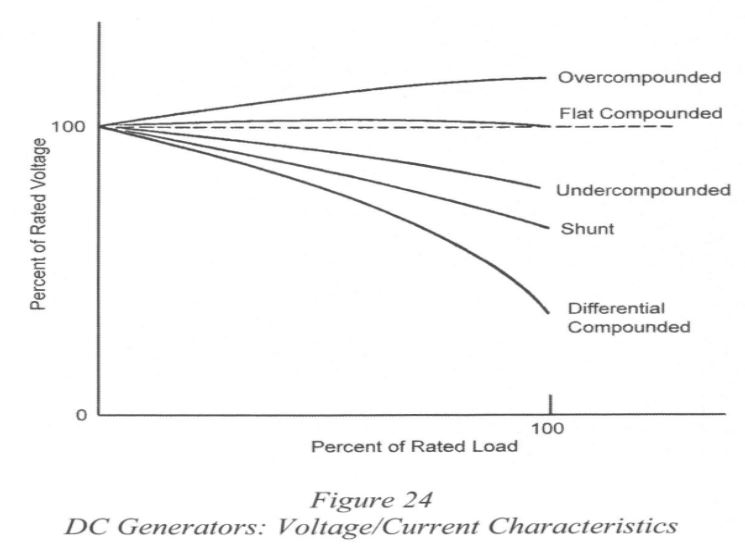 Overcompounded
Flat Compounded
100
Undercompounded
Shunt
Differential
Compounded
Percent of Rated Voltage
0
100
Percent of Rated Load
Figure 24
DC Generators: Voltage/Current Characteristics